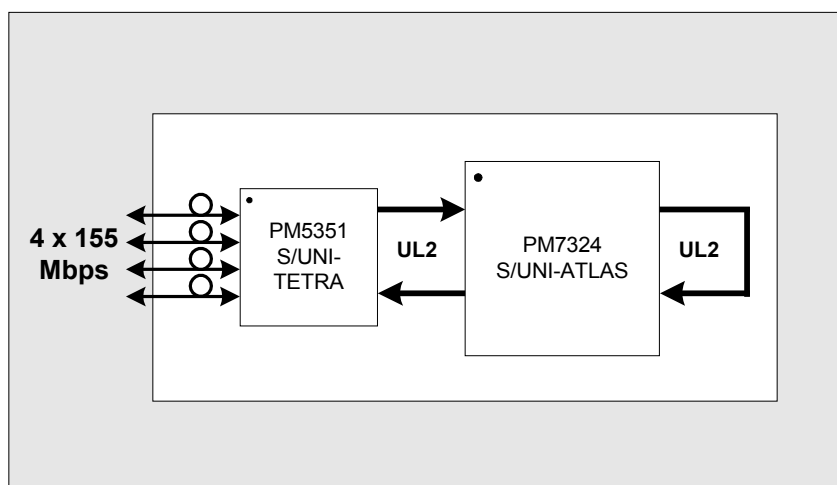 4 x 155
Mbps
PM5351
S/UNI-
TETRA
UL2
PM7324
S/UNI-ATLAS
UL2